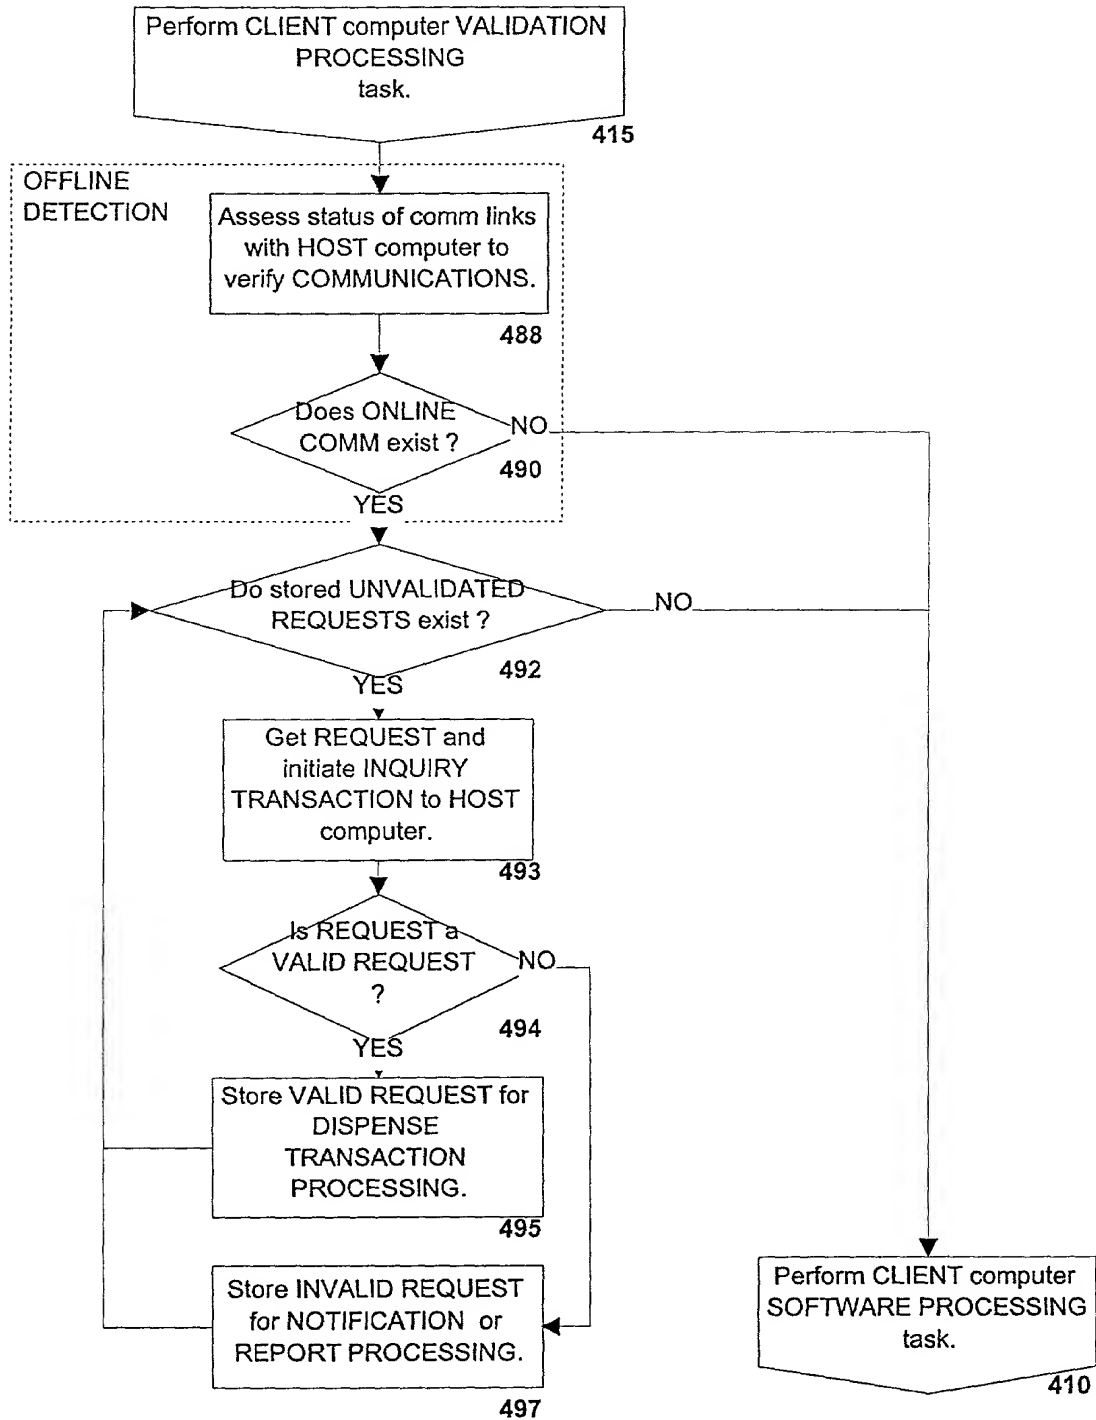 Perform CLIENT computer VALIDATION
PROCESSING
task.
415
OFFLINE
DETECTION
Assess status of comm links
with HOST computer to
verify COMMUNICATIONS.
488
Does ONLINE
COMM exist ?
NO
490
YES
Do stored UNVALIDATED
REQUESTS exist ?
NO
492
YES
Get REQUEST and
initiate INQUIRY
TRANSACTION to HOST
computer.
493
Is REQUEST a
VALID REQUEST
?
NO
494
YES
Store VALID REQUEST for
DISPENSE
TRANSACTION
PROCESSING.
495
Store INVALID REQUEST
for NOTIFICATION or
REPORT PROCESSING.
497
Perform CLIENT computer
SOFTWARE PROCESSING
task.
410